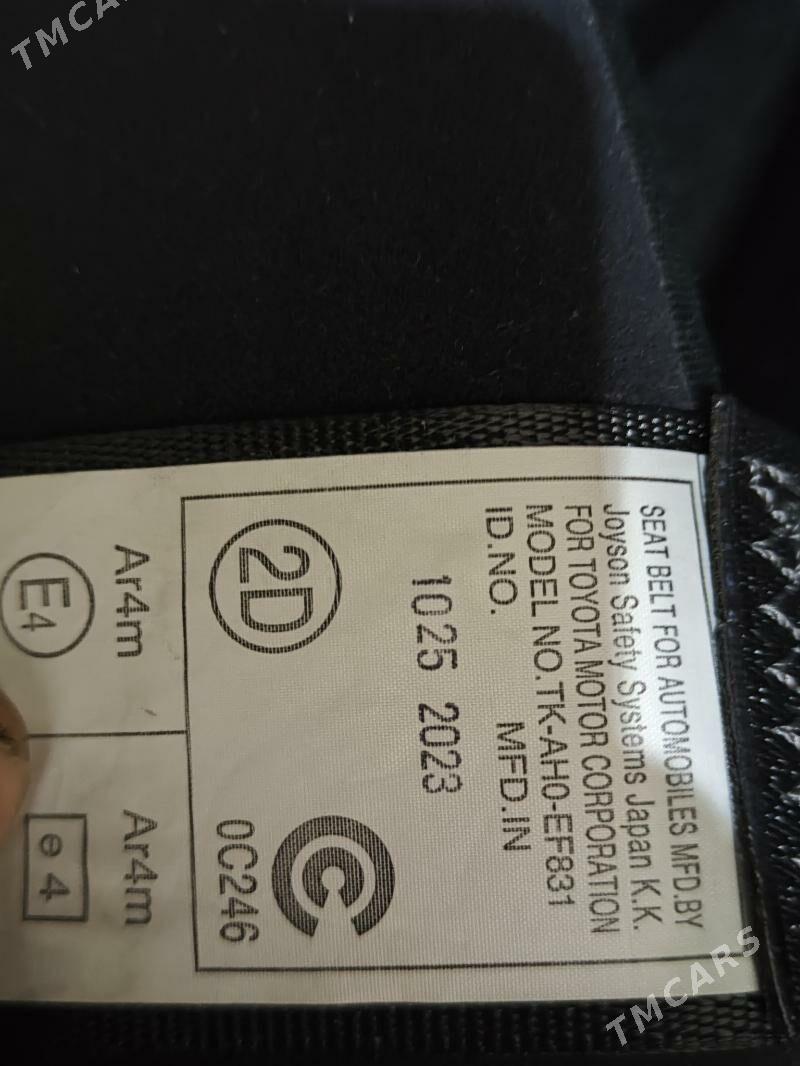 TMCARS
SEAT BELT FOR AUTOMOBILES MFD.BY
Joyson Safety Systems Japan K.K.
FOR TOYOTA MOTOR CORPORATION
MODEL NO.TK-AH0-EF831
ID.NO. MFD.IN
1025 2023
2D C
0C246
Ar4m Ar4m
E4 e4
TMCARS